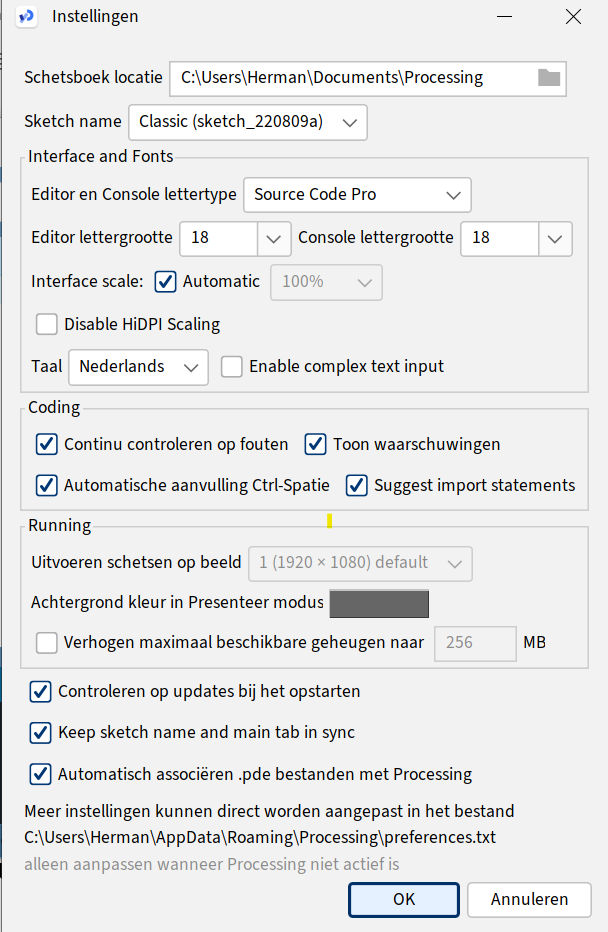 Instellingen
Schetsboek locatie C:\Users\Herman\Documents\Processing
Sketch name Classic (sketch_220809a)
Interface and Fonts
Editor en Console lettertype Source Code Pro
Editor lettergrootte 18 Console lettergrootte 18
Interface scale: Automatic 100%
Disable HiDPI Scaling
Taal Nederlands Enable complex text input
Coding
Continu controleren op fouten Toon waarschuwingen
Automatische aanvulling Ctrl-Spatie Suggest import statements
Running
Uitvoeren schetsen op beeld 1 (1920 × 1080) default
Achtergrond kleur in Presenteer modus
Verhogen maximaal beschikbare geheugen naar 256 MB
Controleren op updates bij het opstarten
Keep sketch name and main tab in sync
Automatisch associëren .pde bestanden met Processing
Meer instellingen kunnen direct worden aangepast in het bestand
C:\Users\Herman\AppData\Roaming\Processing\preferences.txt
alleen aanpassen wanneer Processing niet actief is
OK Annuleren